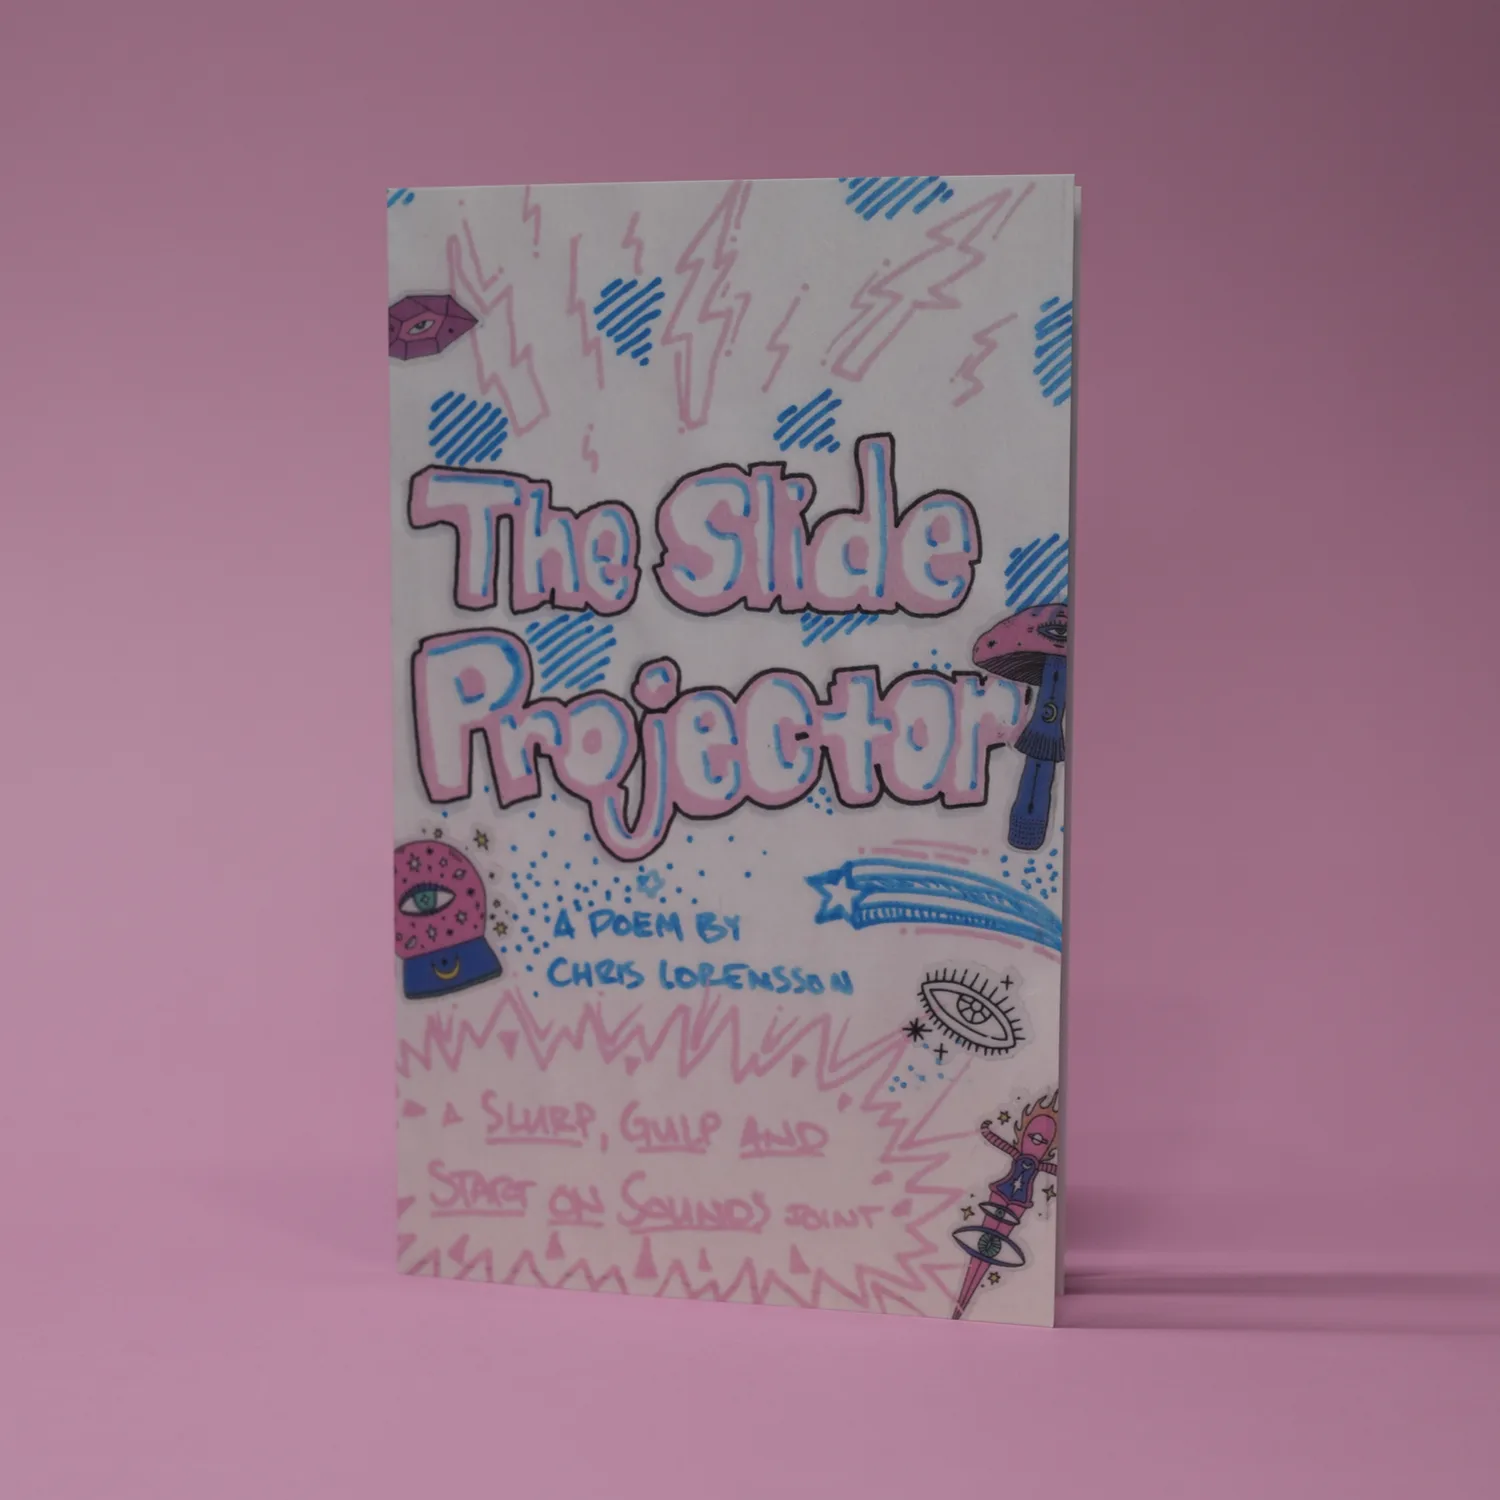 The Slide
Projector
A POEM BY
CHRIS LORENSSON
A SLURP, GULP AND
START ON SOUNDS JOINT